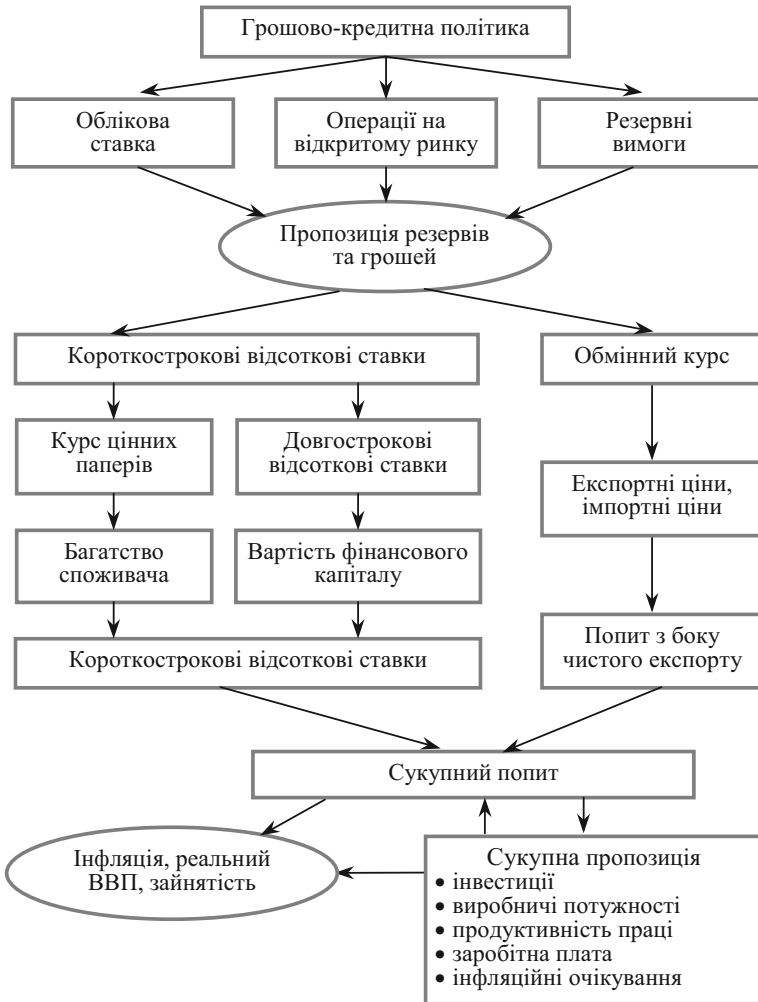 Грошово-кредитна політика
Облікова
ставка
Операції на
відкритому ринку
Резервні
вимоги
Пропозиція резервів
та грошей
Короткострокові відсоткові ставки
Обмінний курс
Курс цінних
паперів
Довгострокові
відсоткові ставки
Експортні ціни,
імпортні ціни
Багатство
споживача
Вартість фінансового
капіталу
Короткострокові відсоткові ставки
Попит з боку
чистого експорту
Сукупний попит
Інфляція, реальний
ВВП, зайнятість
Сукупна пропозиція
• інвестиції
• виробничі потужності
• продуктивність праці
• заробітна плата
• інфляційні очікування